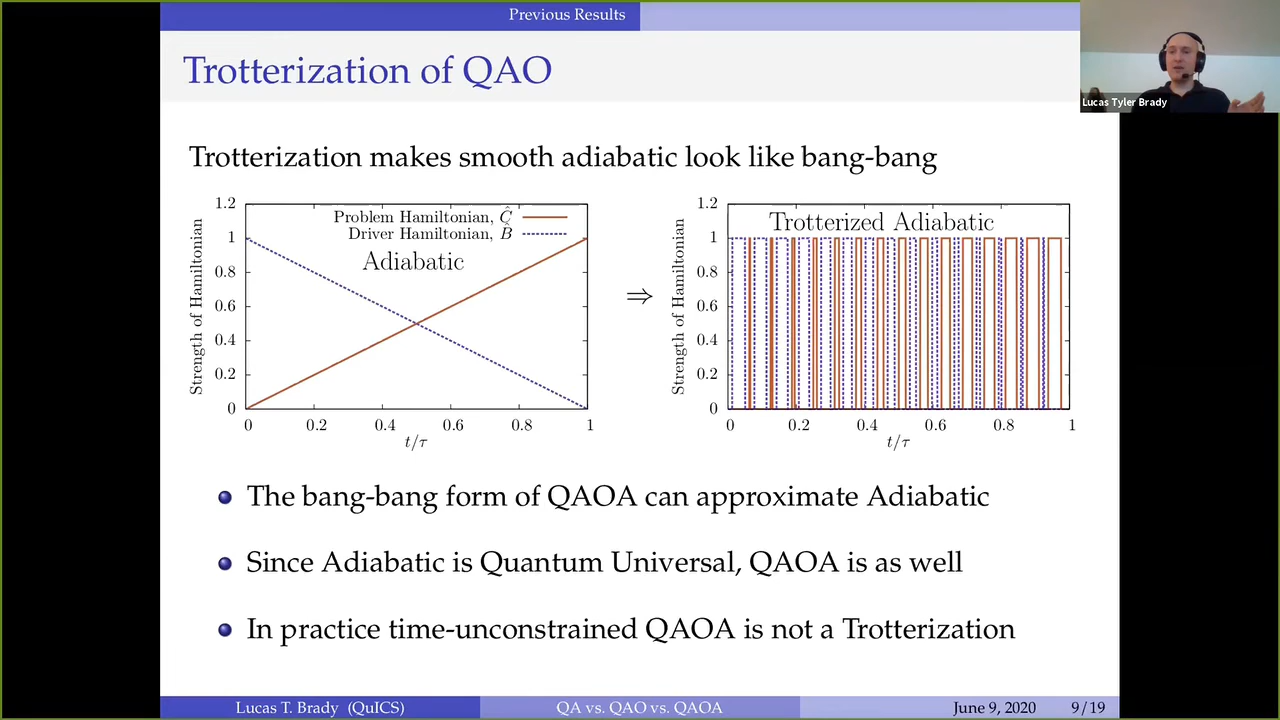 Previous Results
Trotterization of QAO
Lucas Tyler Brady
Trotterization makes smooth adiabatic look like bang-bang
Strength of Hamiltonian
1.2
1
0.8
0.6
0.4
0.2
0
Problem Hamiltonian, Ĉ
Driver Hamiltonian, B̂
Adiabatic
0 0.2 0.4 0.6 0.8 1
t/τ
⇒
Strength of Hamiltonian
1.2
1
0.8
0.6
0.4
0.2
0
Trotterized Adiabatic
0 0.2 0.4 0.6 0.8 1
t/τ
The bang-bang form of QAOA can approximate Adiabatic
Since Adiabatic is Quantum Universal, QAOA is as well
In practice time-unconstrained QAOA is not a Trotterization
Lucas T. Brady (QuICS) QA vs. QAO vs. QAOA June 9, 2020 9/19